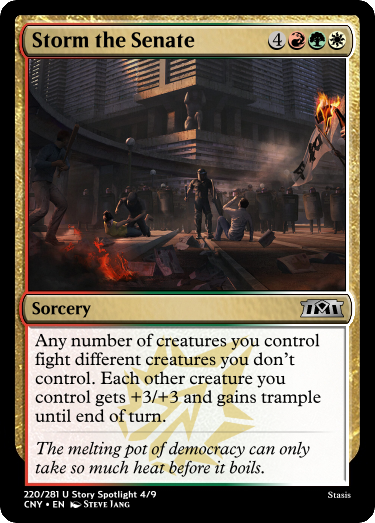 Storm the Senate 4
Sorcery
Any number of creatures you control
fight different creatures you don't
control. Each other creature you
control gets +3/+3 and gains trample
until end of turn.
The melting pot of democracy can only
take so much heat before it boils.
220/281 U Story Spotlight 4/9
Stasis
CNY • EN Steve Jang